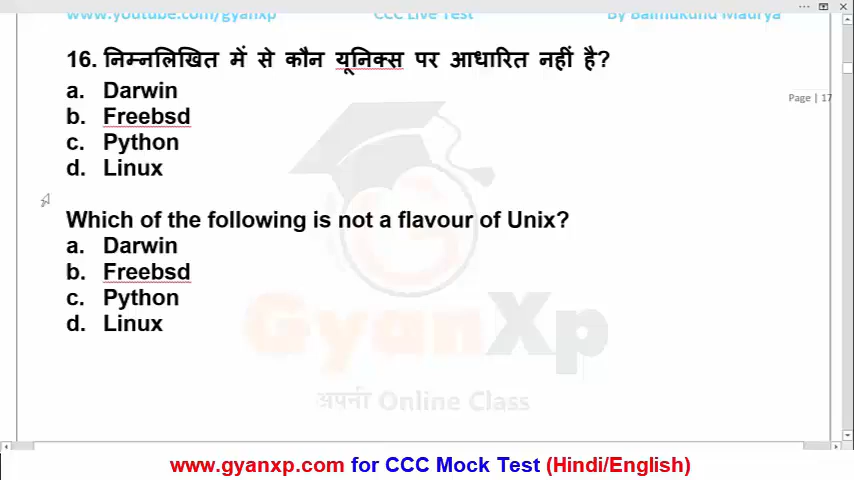 www.youtube.com/gyanxp CCC Live Test By Balmukund Madrya
16. निम्नलिखित में से कौन यूनिक्स पर आधारित नहीं है?
Page | 17
a. Darwin
b. Freebsd
c. Python
d. Linux
Which of the following is not a flavour of Unix?
a. Darwin
b. Freebsd
c. Python
d. Linux
GyanXp
अपनी Online Class
www.gyanxp.com for CCC Mock Test (Hindi/English)